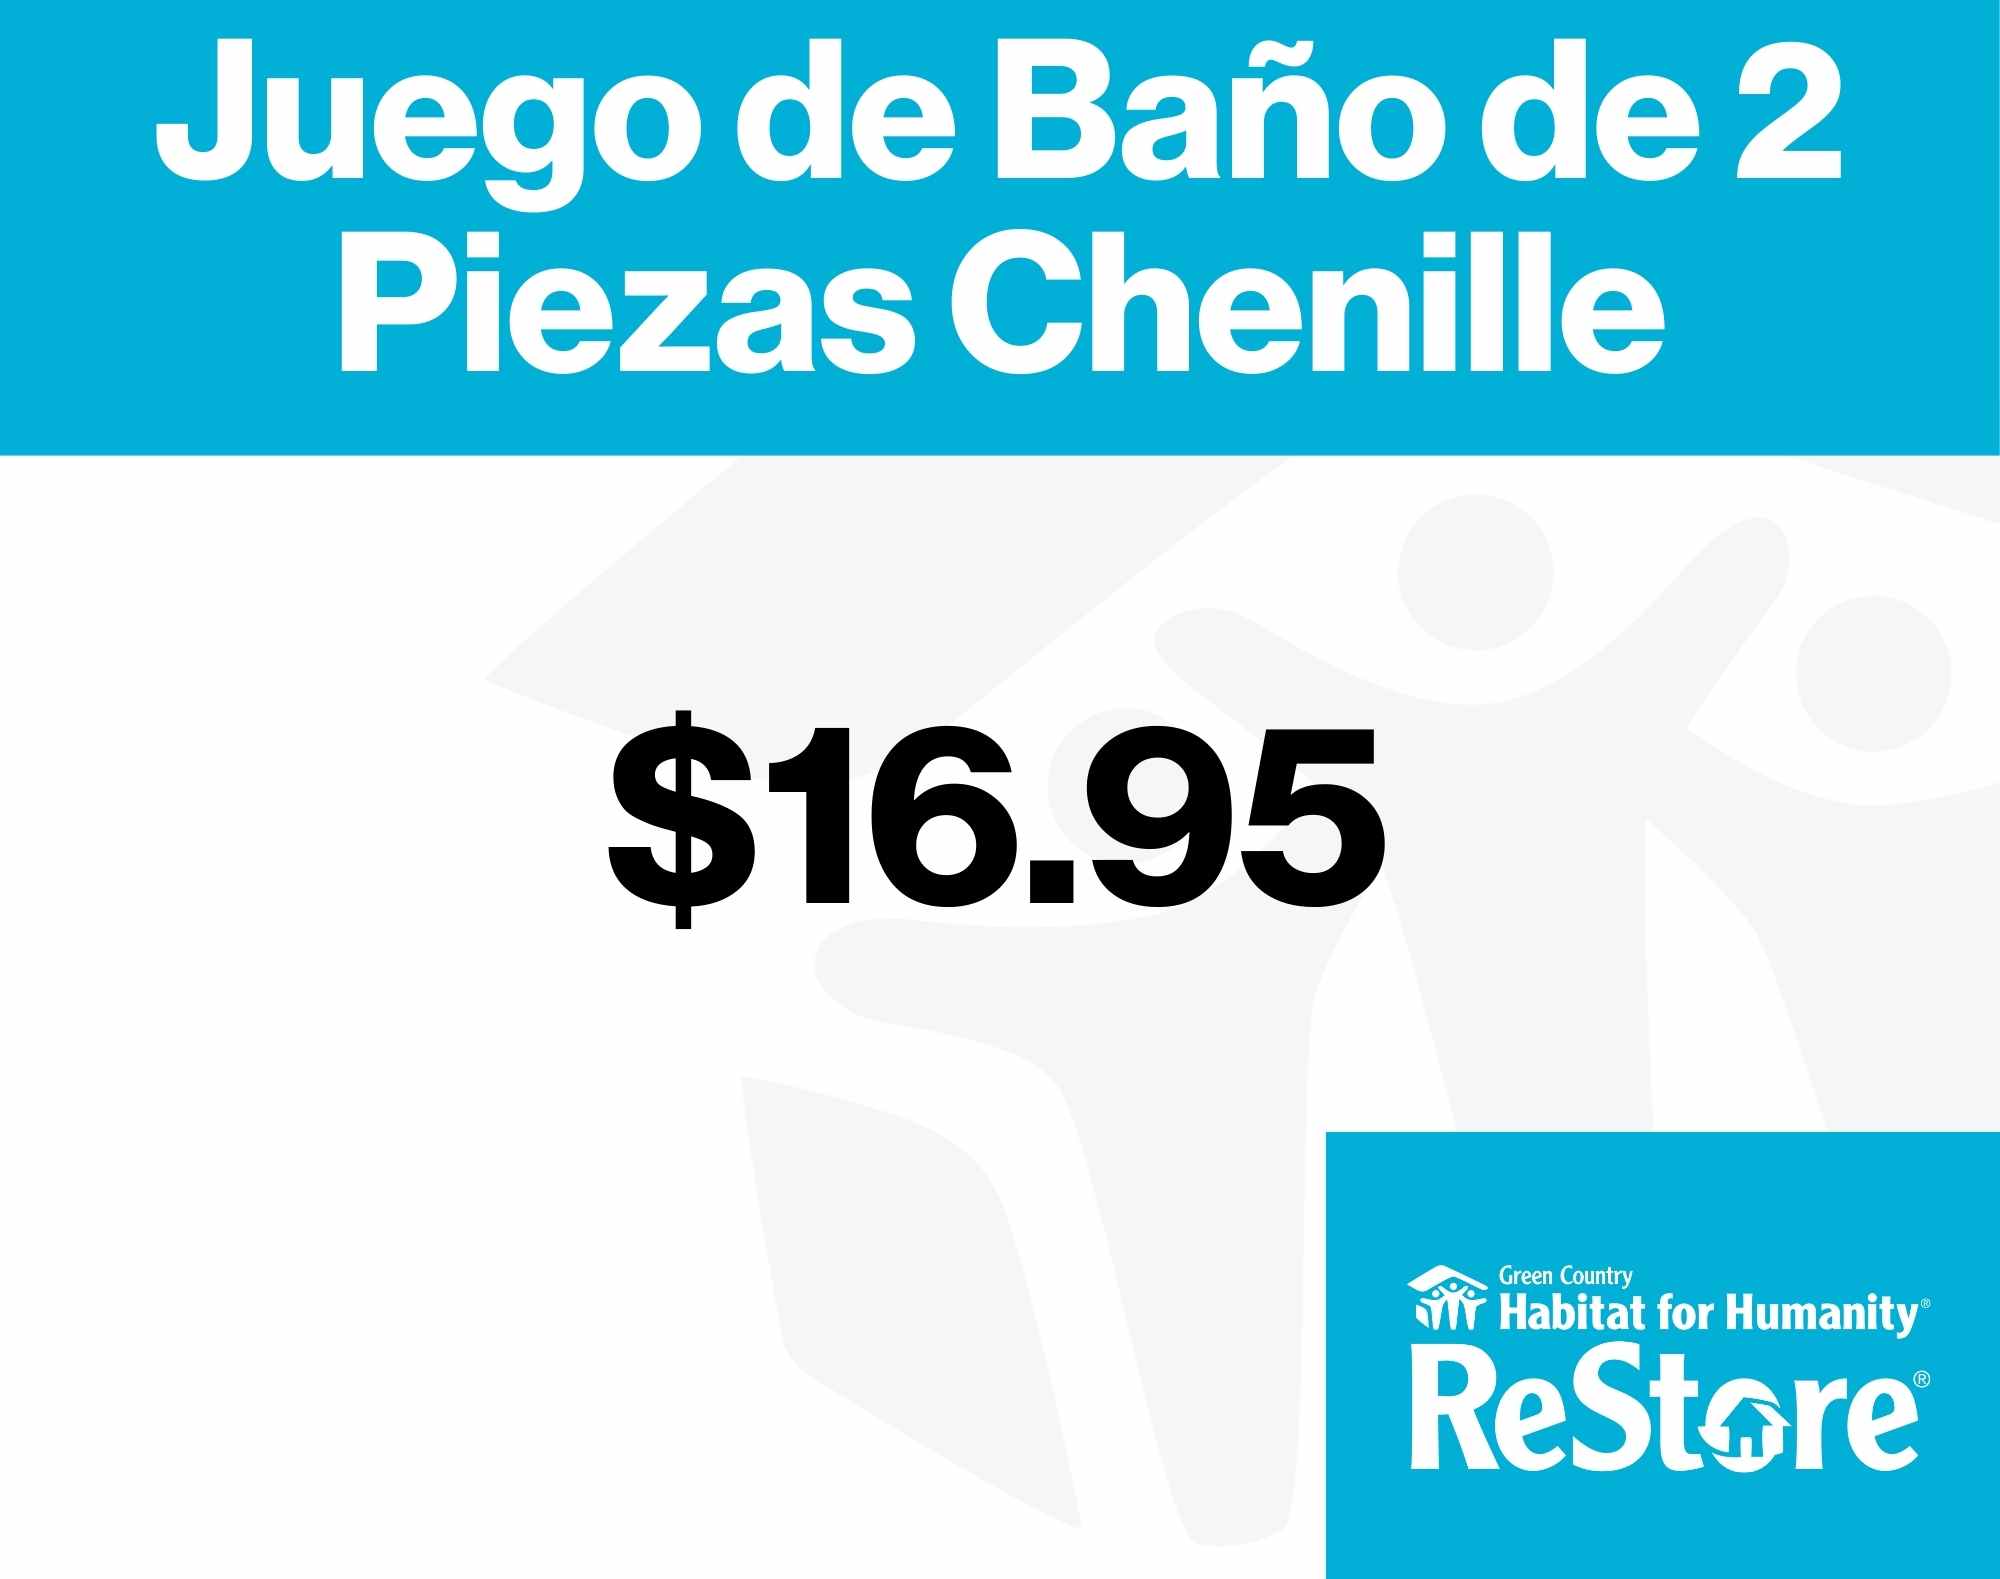 Juego de Baño de 2
Piezas Chenille
$16.95
Green Country
Habitat for Humanity®
ReStore®